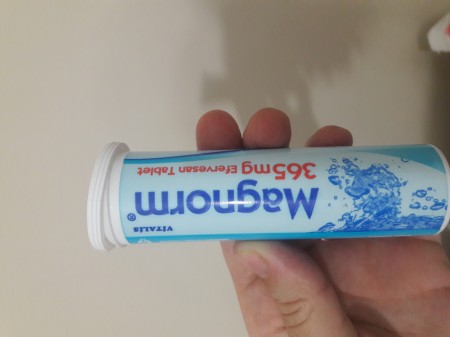 VITALIS
Magnorm®
365mg Efervesan Tablet